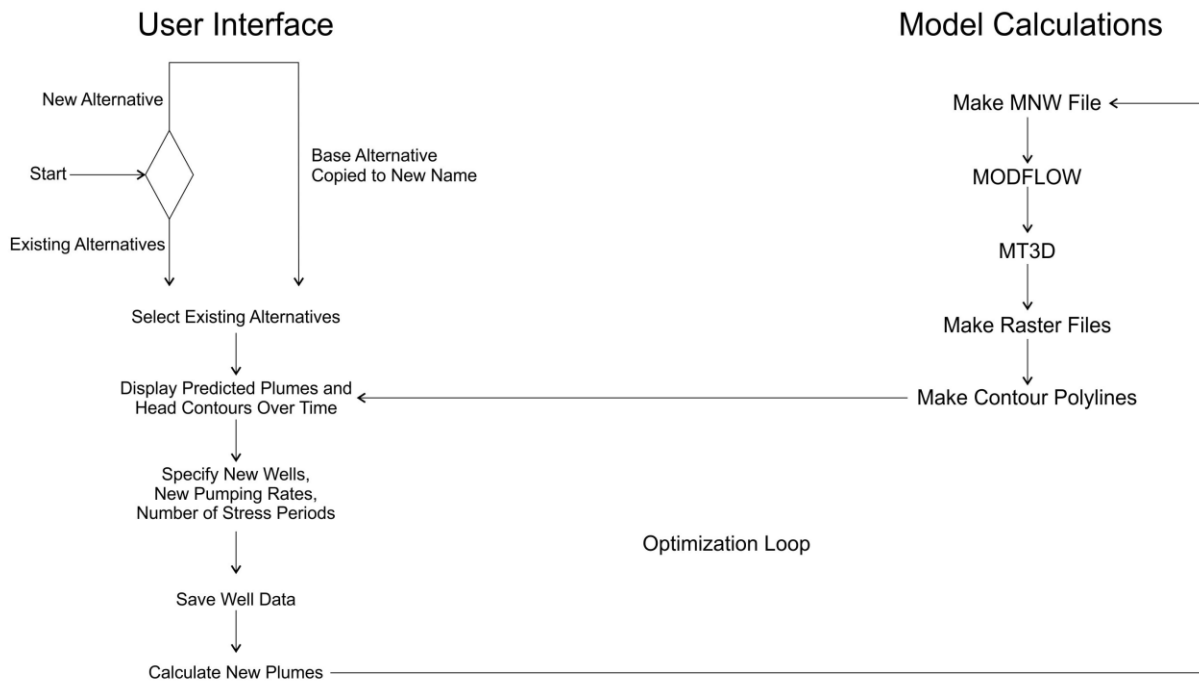 User Interface
New Alternative
Start
Existing Alternatives
Base Alternative
Copied to New Name
Select Existing Alternatives
Display Predicted Plumes and
Head Contours Over Time
Specify New Wells,
New Pumping Rates,
Number of Stress Periods
Save Well Data
Calculate New Plumes
Optimization Loop
Model Calculations
Make MNW File
MODFLOW
MT3D
Make Raster Files
Make Contour Polylines